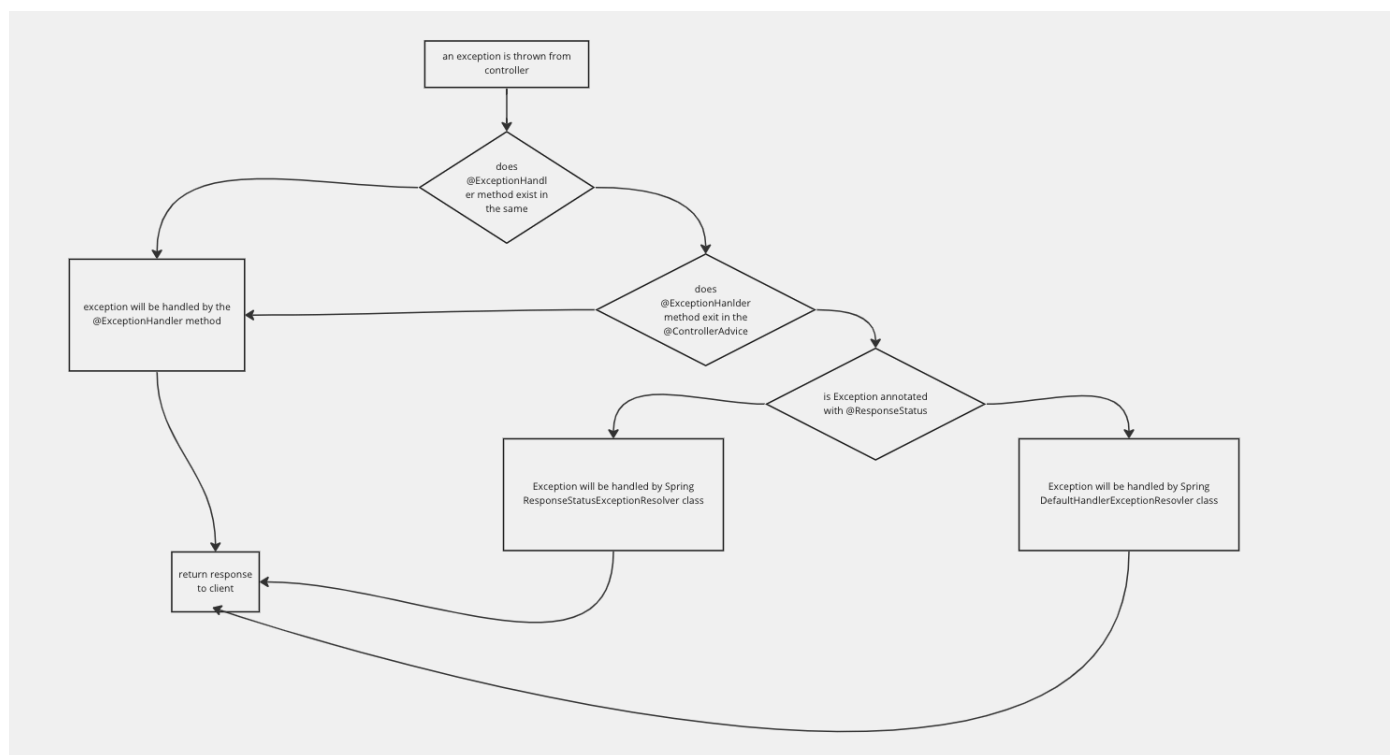 an exception is thrown from
controller
does
@ExceptionHandl
er method exist in
the same
does
@ExceptionHanlder
method exit in the
@ControllerAdvice
exception will be handled by the
@ExceptionHandler method
is Exception annotated
with @ResponseStatus
Exception will be handled by Spring
ResponseStatusExceptionResolver class
Exception will be handled by Spring
DefaultHandlerExceptionResovler class
return response
to client